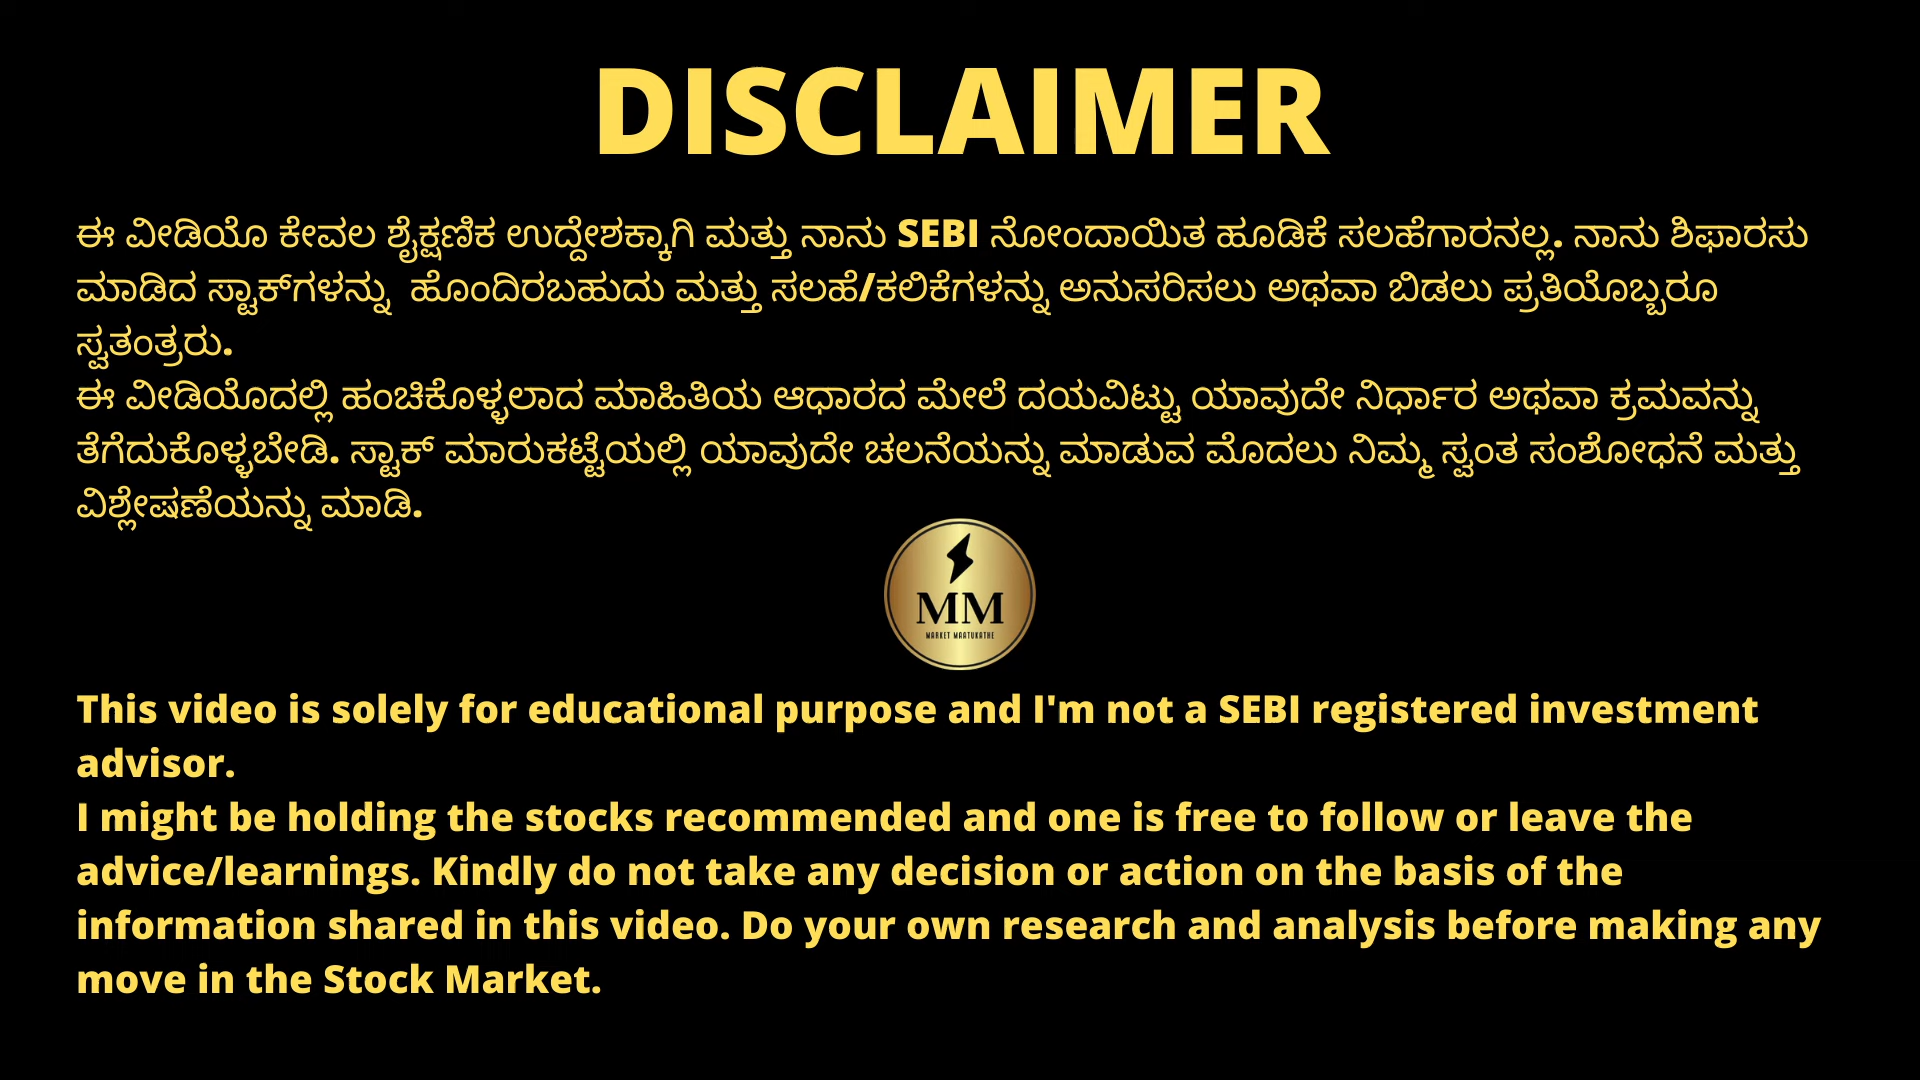 DISCLAIMER
ಈ ವೀಡಿಯೊ ಕೇವಲ ಶೈಕ್ಷಣಿಕ ಉದ್ದೇಶಕ್ಕಾಗಿ ಮತ್ತು ನಾನು SEBI ನೋಂದಾಯಿತ ಹೂಡಿಕೆ ಸಲಹೆಗಾರನಲ್ಲ. ನಾನು ಶಿಫಾರಸು
ಮಾಡಿದ ಸ್ಟಾಕ್‌ಗಳನ್ನು ಹೊಂದಿರಬಹುದು ಮತ್ತು ಸಲಹೆ/ಕಲಿಕೆಗಳನ್ನು ಅನುಸರಿಸಲು ಅಥವಾ ಬಿಡಲು ಪ್ರತಿಯೊಬ್ಬರೂ
ಸ್ವತಂತ್ರರು.
ಈ ವೀಡಿಯೊದಲ್ಲಿ ಹಂಚಿಕೊಳ್ಳಲಾದ ಮಾಹಿತಿಯ ಆಧಾರದ ಮೇಲೆ ದಯವಿಟ್ಟು ಯಾವುದೇ ನಿರ್ಧಾರ ಅಥವಾ ಕ್ರಮವನ್ನು
ತೆಗೆದುಕೊಳ್ಳಬೇಡಿ. ಸ್ಟಾಕ್ ಮಾರುಕಟ್ಟೆಯಲ್ಲಿ ಯಾವುದೇ ಚಲನೆಯನ್ನು ಮಾಡುವ ಮೊದಲು ನಿಮ್ಮ ಸ್ವಂತ ಸಂಶೋಧನೆ ಮತ್ತು
ವಿಶ್ಲೇಷಣೆಯನ್ನು ಮಾಡಿ.
MM
MARKET MAATUKATHE
This video is solely for educational purpose and I'm not a SEBI registered investment
advisor.
I might be holding the stocks recommended and one is free to follow or leave the
advice/learnings. Kindly do not take any decision or action on the basis of the
information shared in this video. Do your own research and analysis before making any
move in the Stock Market.